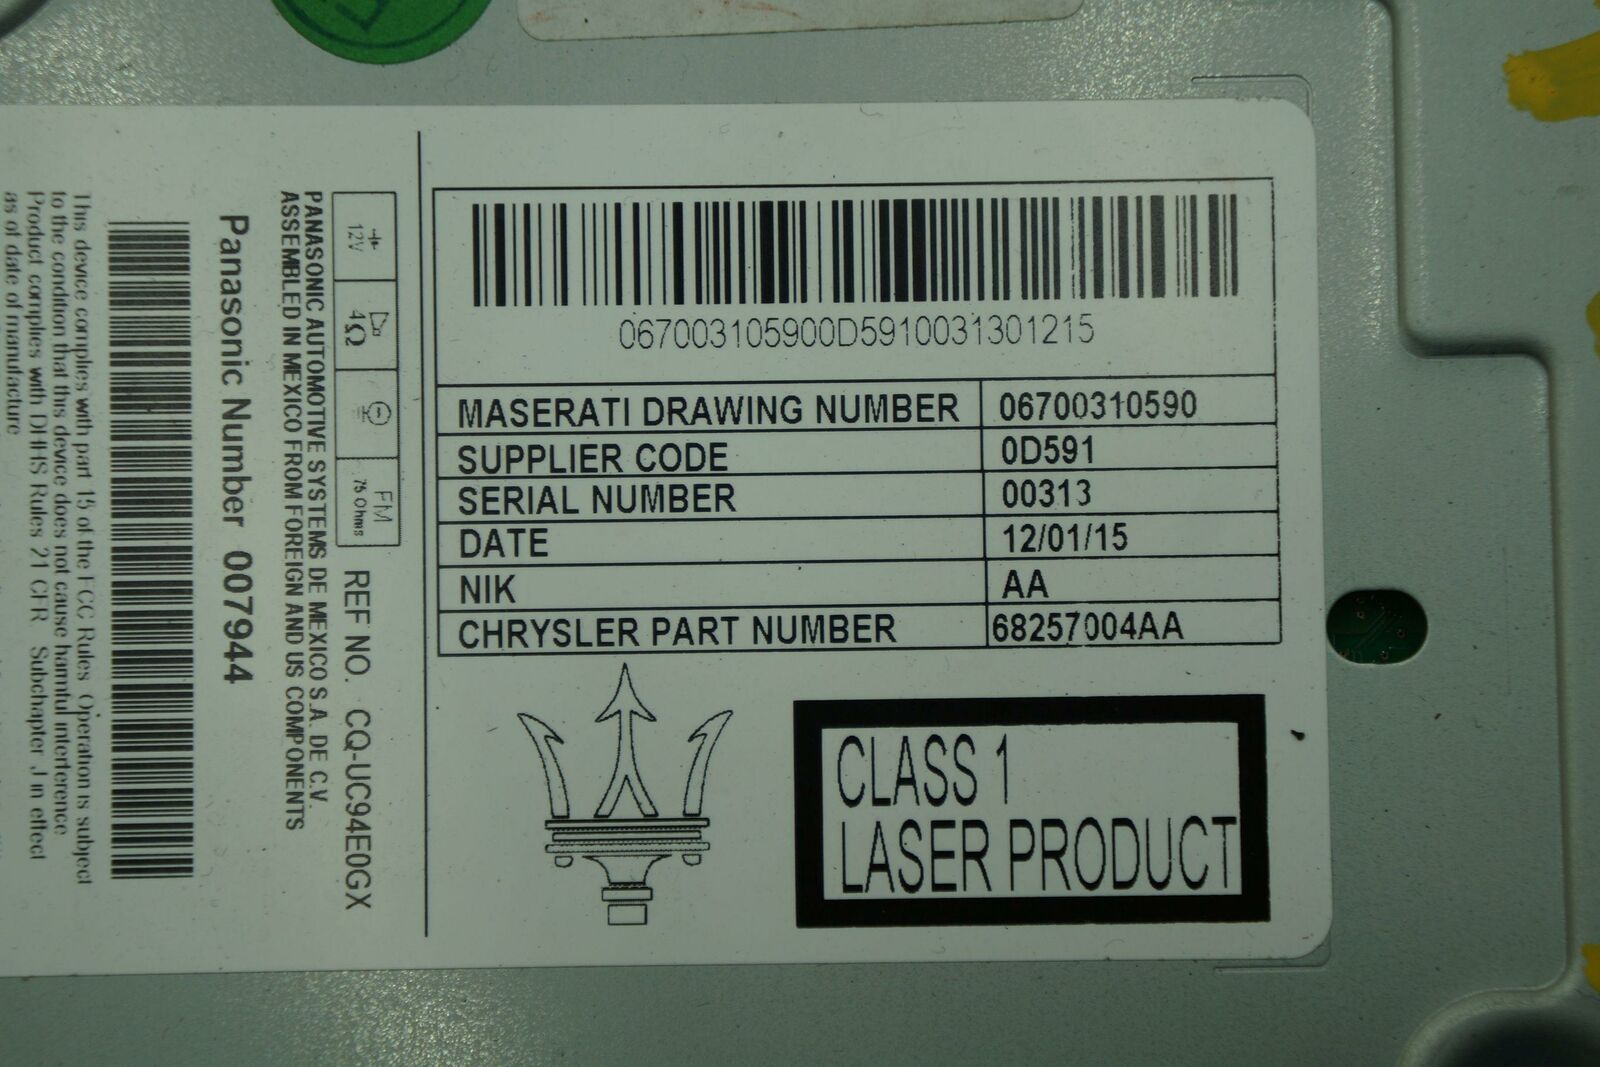 067003105900D5910031301215
MASERATI DRAWING NUMBER 06700310590
SUPPLIER CODE 0D591
SERIAL NUMBER 00313
DATE 12/01/15
NIK AA
CHRYSLER PART NUMBER 68257004AA
CLASS 1
LASER PRODUCT
12V
4Ω
FM
75 Ohms
REF NO. CQ-UC94E0GX
PANASONIC AUTOMOTIVE SYSTEMS DE MEXICO S.A. DE C.V.
ASSEMBLED IN MEXICO FROM FOREIGN AND US COMPONENTS
Panasonic Number 007944
This device complies with part 15 of the FCC Rules. Operation is subject
to the condition that this device does not cause harmful interference
Product complies with DHHS Rules 21 CFR Subchapter J in effect
as of date of manufacture